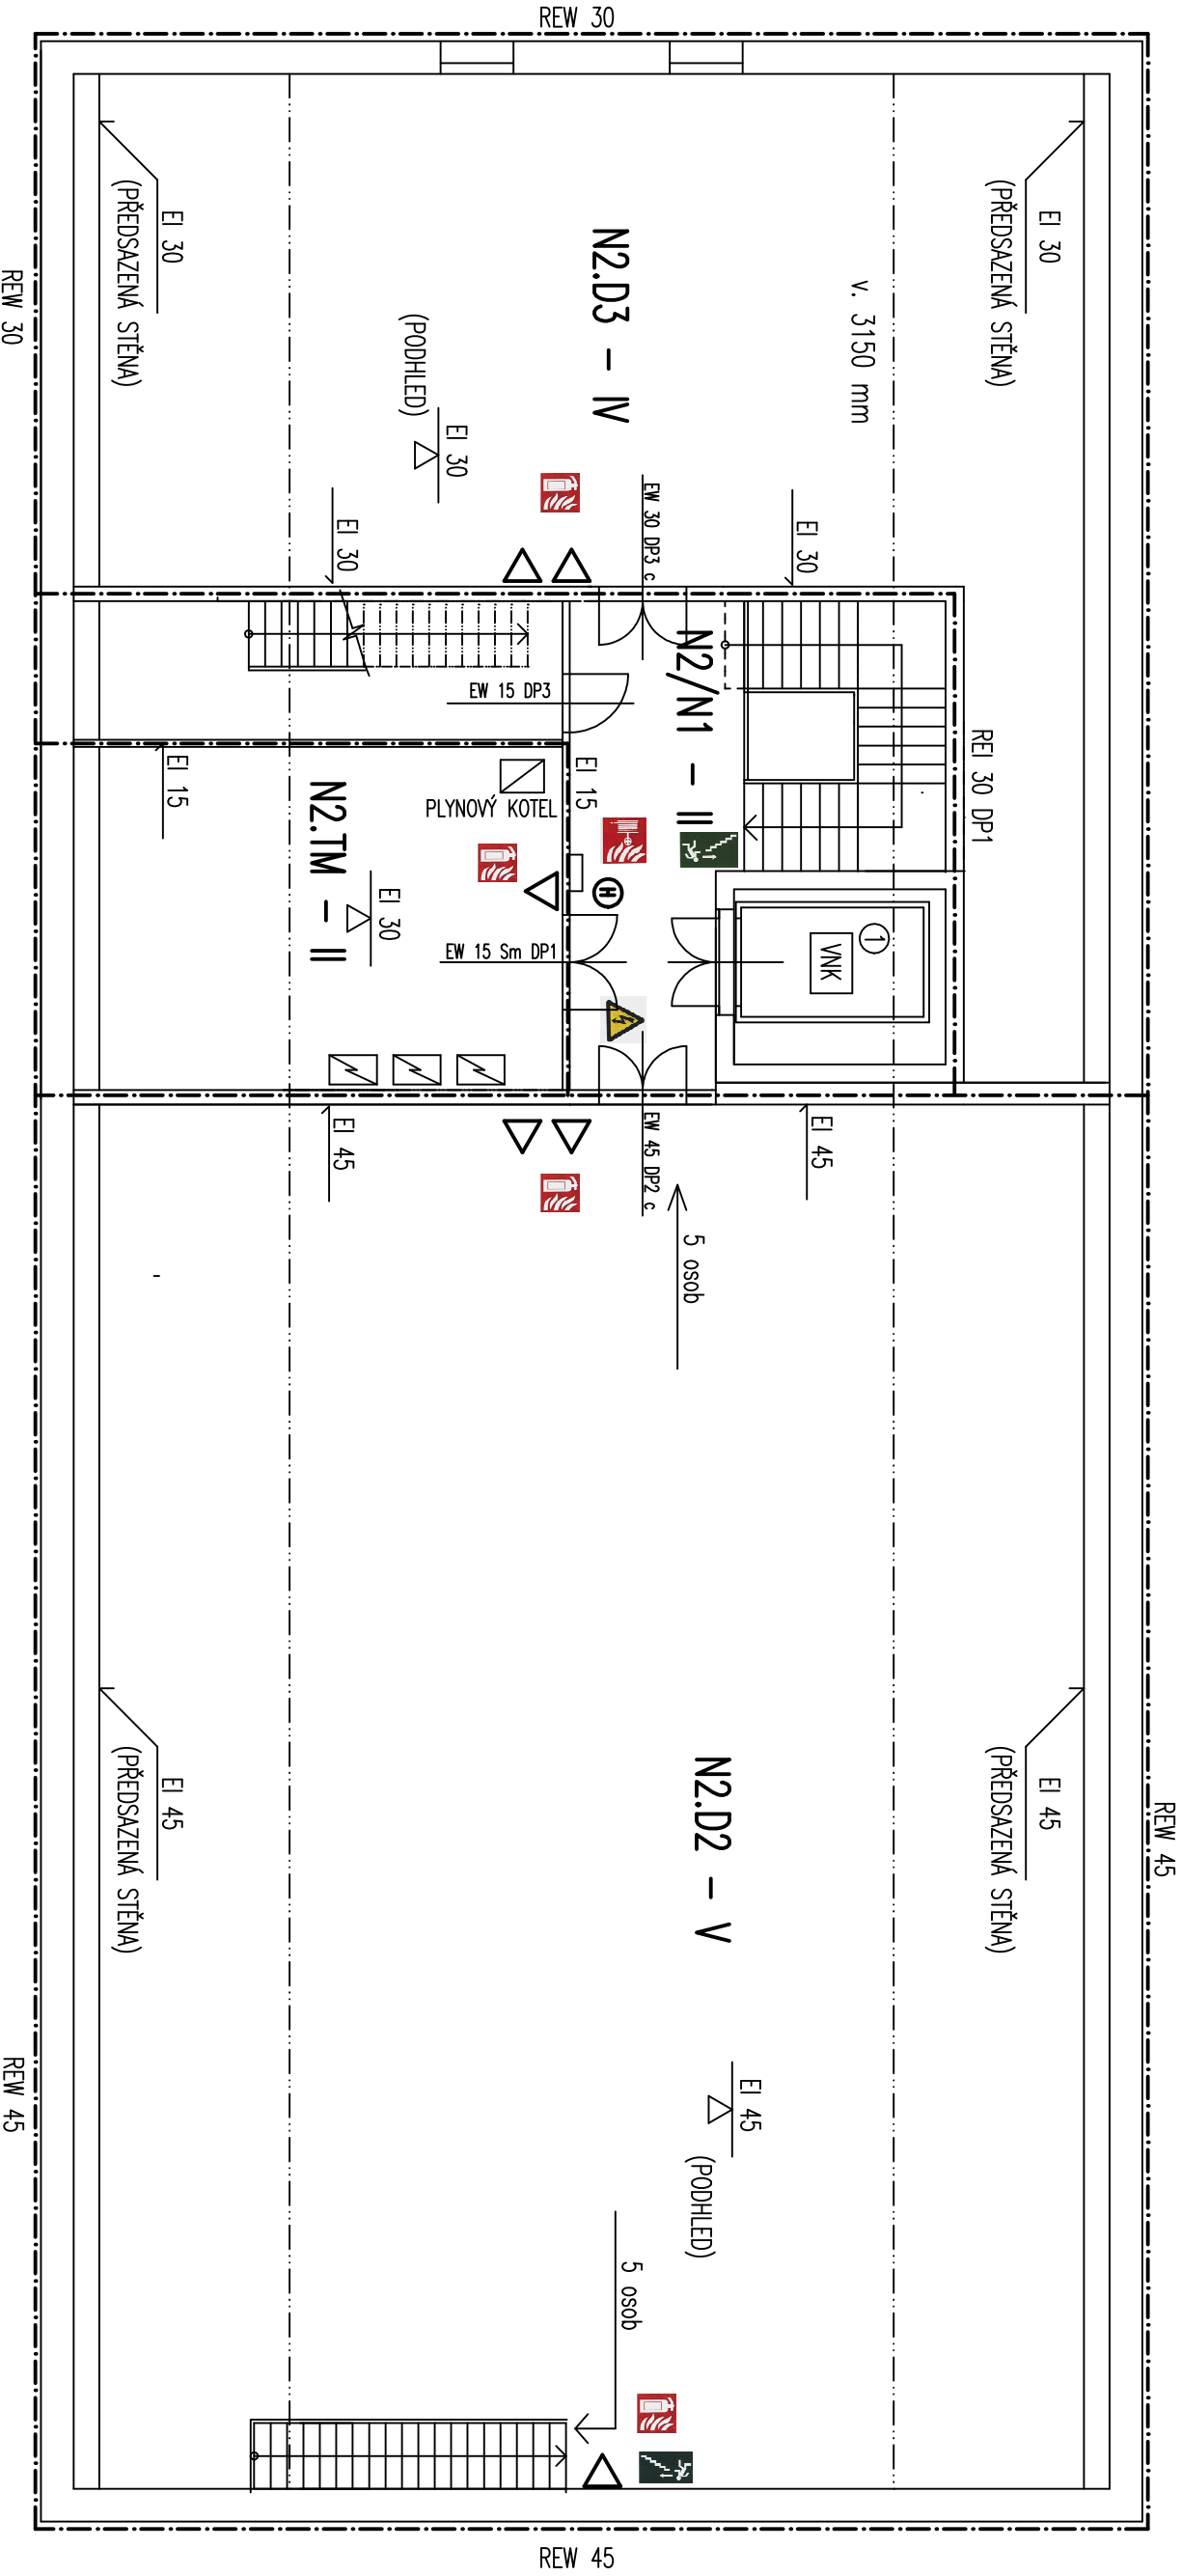 REW 30
REW 30
EI 30
(PŘEDSAZENÁ STĚNA)
EI 30
(PŘEDSAZENÁ STĚNA)
v. 3150 mm
N2.D3 - IV
(PODHLED)
EI 30
EW 30 DP3 c
EI 30
EI 30
N2/N1 - II
REI 30 DP1
EW 15 DP3
EI 15
EI 15
PLYNOVÝ KOTEL
N2.TM - II
EI 30
H
1
VNK
EW 15 Sm DP1
EW 45 DP2 c
EI 45
EI 45
5 osob
EI 45
(PŘEDSAZENÁ STĚNA)
EI 45
(PŘEDSAZENÁ STĚNA)
REW 45
N2.D2 - V
EI 45
(PODHLED)
REW 45
5 osob
REW 45